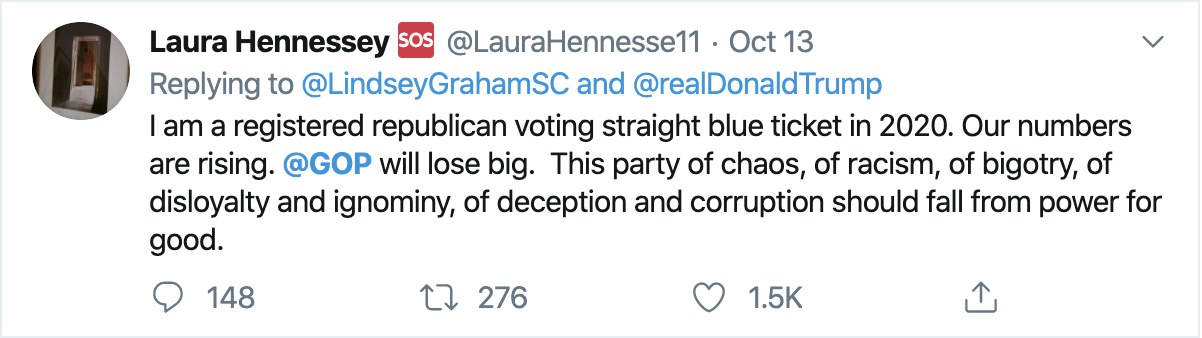 Laura Hennessey 🆘 @LauraHennesse11 · Oct 13
Replying to @LindseyGrahamSC and @realDonaldTrump
I am a registered republican voting straight blue ticket in 2020. Our numbers
are rising. @GOP will lose big.  This party of chaos, of racism, of bigotry, of
disloyalty and ignominy, of deception and corruption should fall from power for
good.
148 276 1.5K